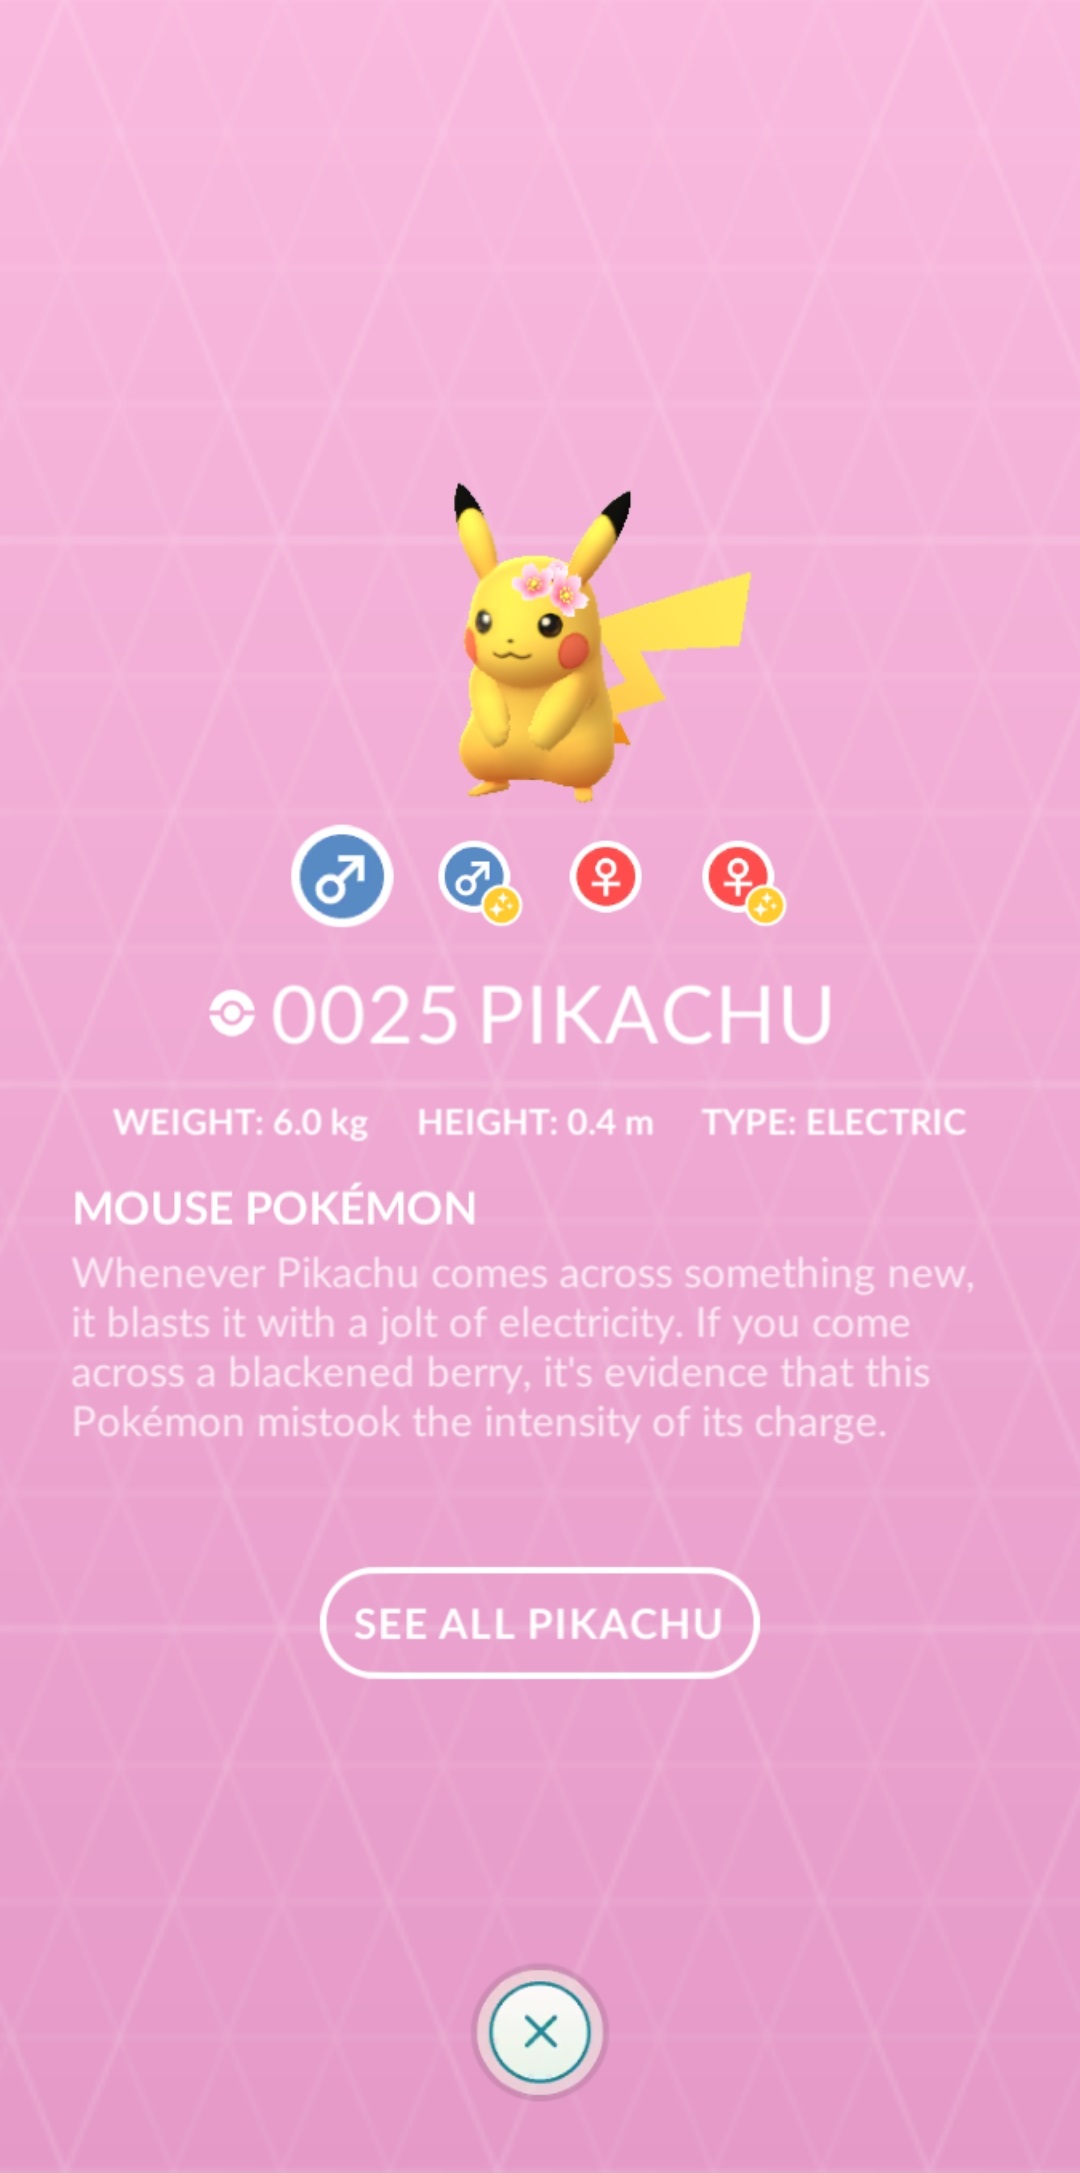 0025 PIKACHU
WEIGHT: 6.0 kg HEIGHT: 0.4 m TYPE: ELECTRIC
MOUSE POKÉMON
Whenever Pikachu comes across something new,
it blasts it with a jolt of electricity. If you come
across a blackened berry, it's evidence that this
Pokémon mistook the intensity of its charge.
SEE ALL PIKACHU